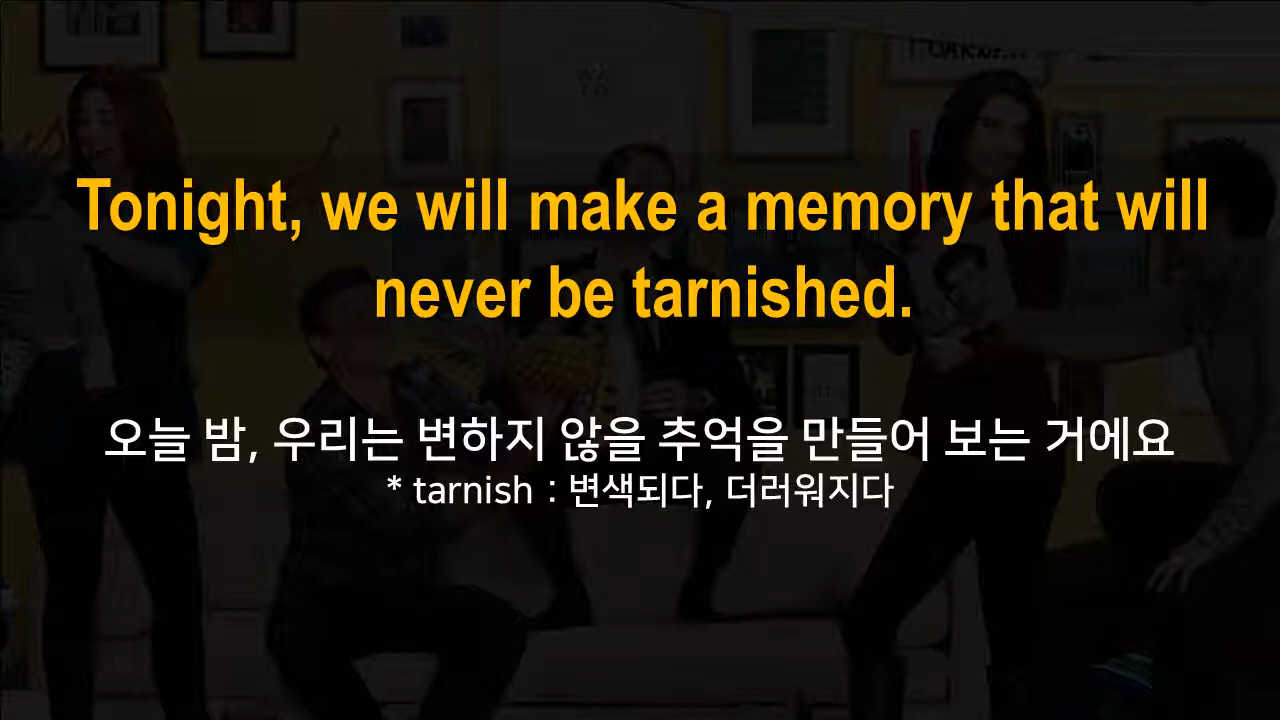 Tonight, we will make a memory that will
never be tarnished.
오늘 밤, 우리는 변하지 않을 추억을 만들어 보는 거에요
* tarnish : 변색되다, 더러워지다